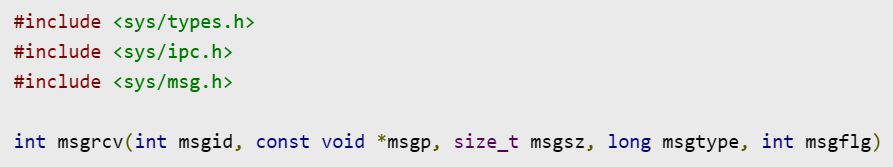 #include <sys/types.h>
#include <sys/ipc.h>
#include <sys/msg.h>
int msgrcv(int msgid, const void *msgp, size_t msgsz, long msgtype, int msgflg)